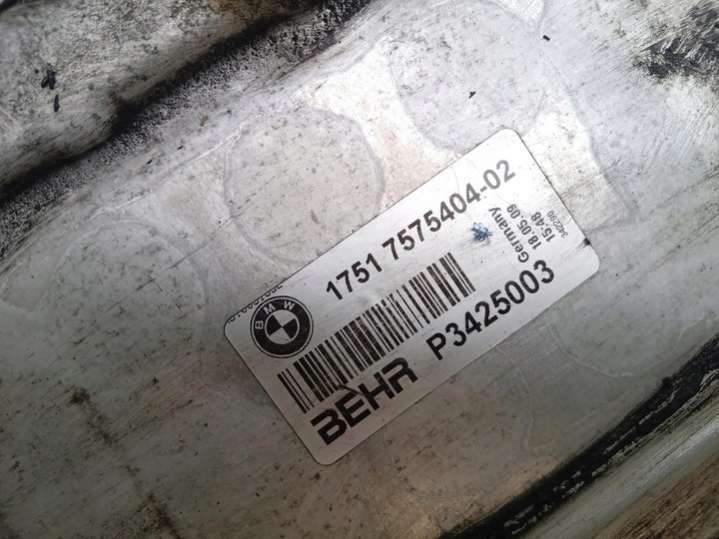 BMW
1751 7575404-02
BEHR P3425003
Germany
18.05.09
15:48